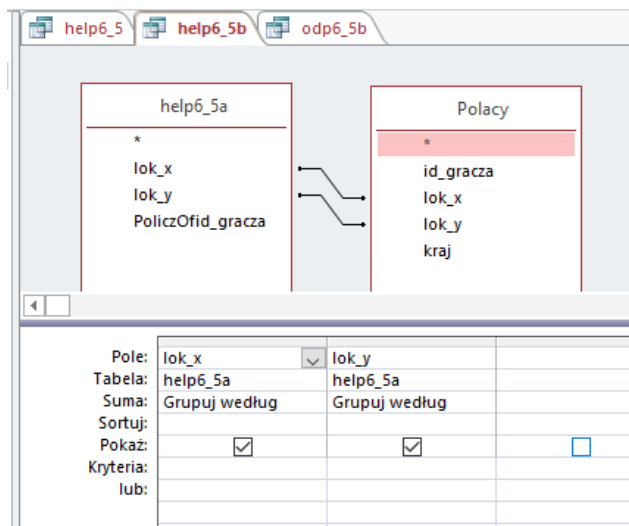 help6_5 help6_5b odp6_5b
help6_5a
*
lok_x
lok_y
PoliczOfid_gracza
Polacy
*
id_gracza
lok_x
lok_y
kraj
Pole: lok_x lok_y
Tabela: help6_5a help6_5a
Suma: Grupuj według Grupuj według
Sortuj:
Pokaż:
Kryteria:
lub: